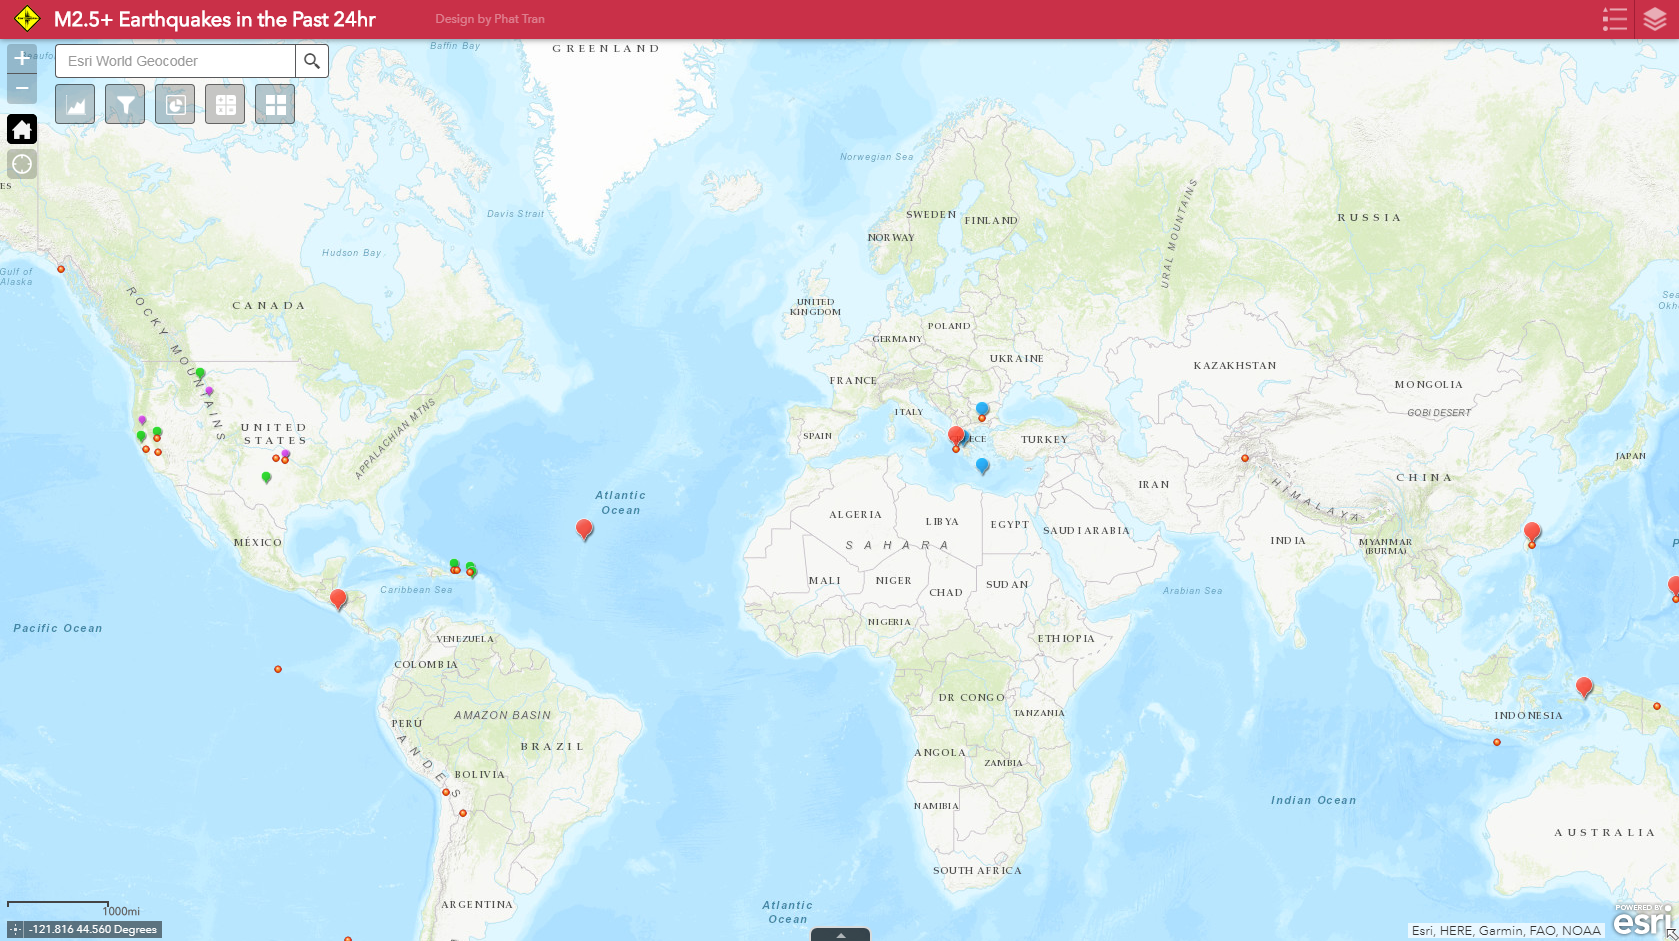 M2.5+ Earthquakes in the Past 24hr
Design by Phat Tran
Esri World Geocoder
Baffin Bay
GREENLAND
Norwegian Sea
URAL MOUNTAINS
Davis Strait
SWEDEN
FINLAND
RUSSIA
NORWAY
Hudson Bay
Gulf of
Alaska
ROCKY MOUNTAINS
CANADA
UNITED
KINGDOM
POLAND
GERMANY
UKRAINE
KAZAKHSTAN
FRANCE
MONGOLIA
ITALY
GOBI DESERT
APPALACHIAN MTNS
UNITED
STATES
SPAIN
ECE
TURKEY
JAPAN
CHINA
IRAN
HIMALAYA
Atlantic
Ocean
ALGERIA
LIBYA
EGYPT
SAUDI ARABIA
SAHARA
MÉXICO
INDIA
MYANMAR
(BURMA)
MALI
NIGER
CHAD
SUDAN
Caribbean Sea
Arabian Sea
NIGERIA
Pacific Ocean
VENEZUELA
ETHIOPIA
COLOMBIA
DR CONGO
TANZANIA
AMAZON BASIN
PERU
INDONESIA
ANDES
BRAZIL
ANGOLA
ZAMBIA
BOLIVIA
NAMIBIA
Indian Ocean
AUSTRALIA
SOUTH AFRICA
ARGENTINA
Atlantic
Ocean
1000mi
-121.816 44.560 Degrees
POWERED BY
esri
Esri, HERE, Garmin, FAO, NOAA